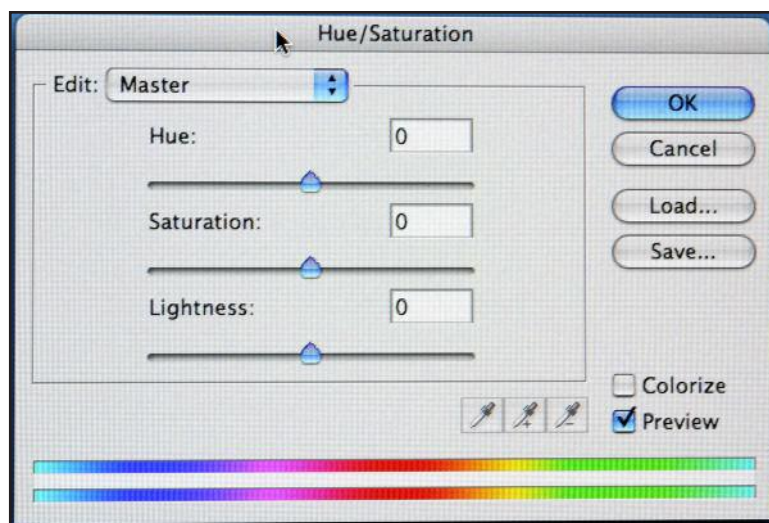 Hue/Saturation
Edit: Master
Hue: 0
Saturation: 0
Lightness: 0
OK
Cancel
Load...
Save...
Colorize
Preview